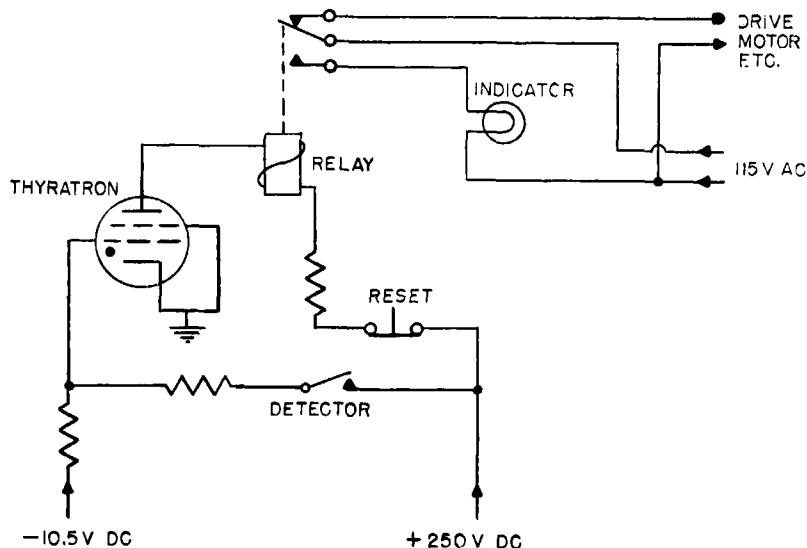 DRIVE
MOTOR
ETC.
INDICATOR
115V AC
RELAY
THYRATRON
RESET
DETECTOR
-10.5V DC
+250V DC